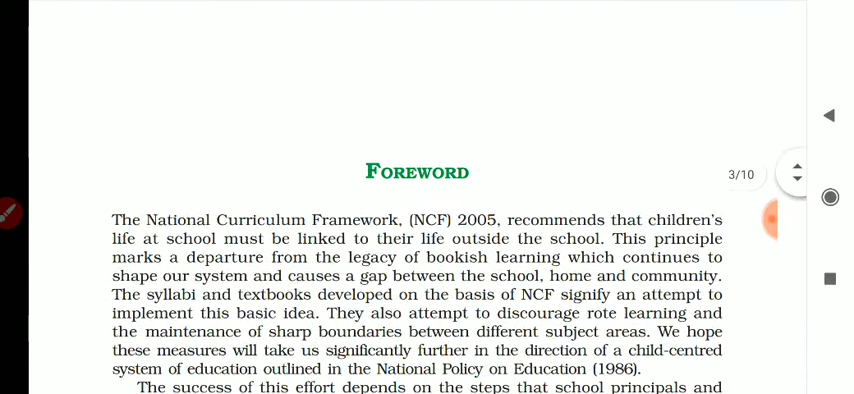 FOREWORD
3/10
The National Curriculum Framework, (NCF) 2005, recommends that children's
life at school must be linked to their life outside the school. This principle
marks a departure from the legacy of bookish learning which continues to
shape our system and causes a gap between the school, home and community.
The syllabi and textbooks developed on the basis of NCF signify an attempt to
implement this basic idea. They also attempt to discourage rote learning and
the maintenance of sharp boundaries between different subject areas. We hope
these measures will take us significantly further in the direction of a child-centred
system of education outlined in the National Policy on Education (1986).
The success of this effort depends on the steps that school principals and